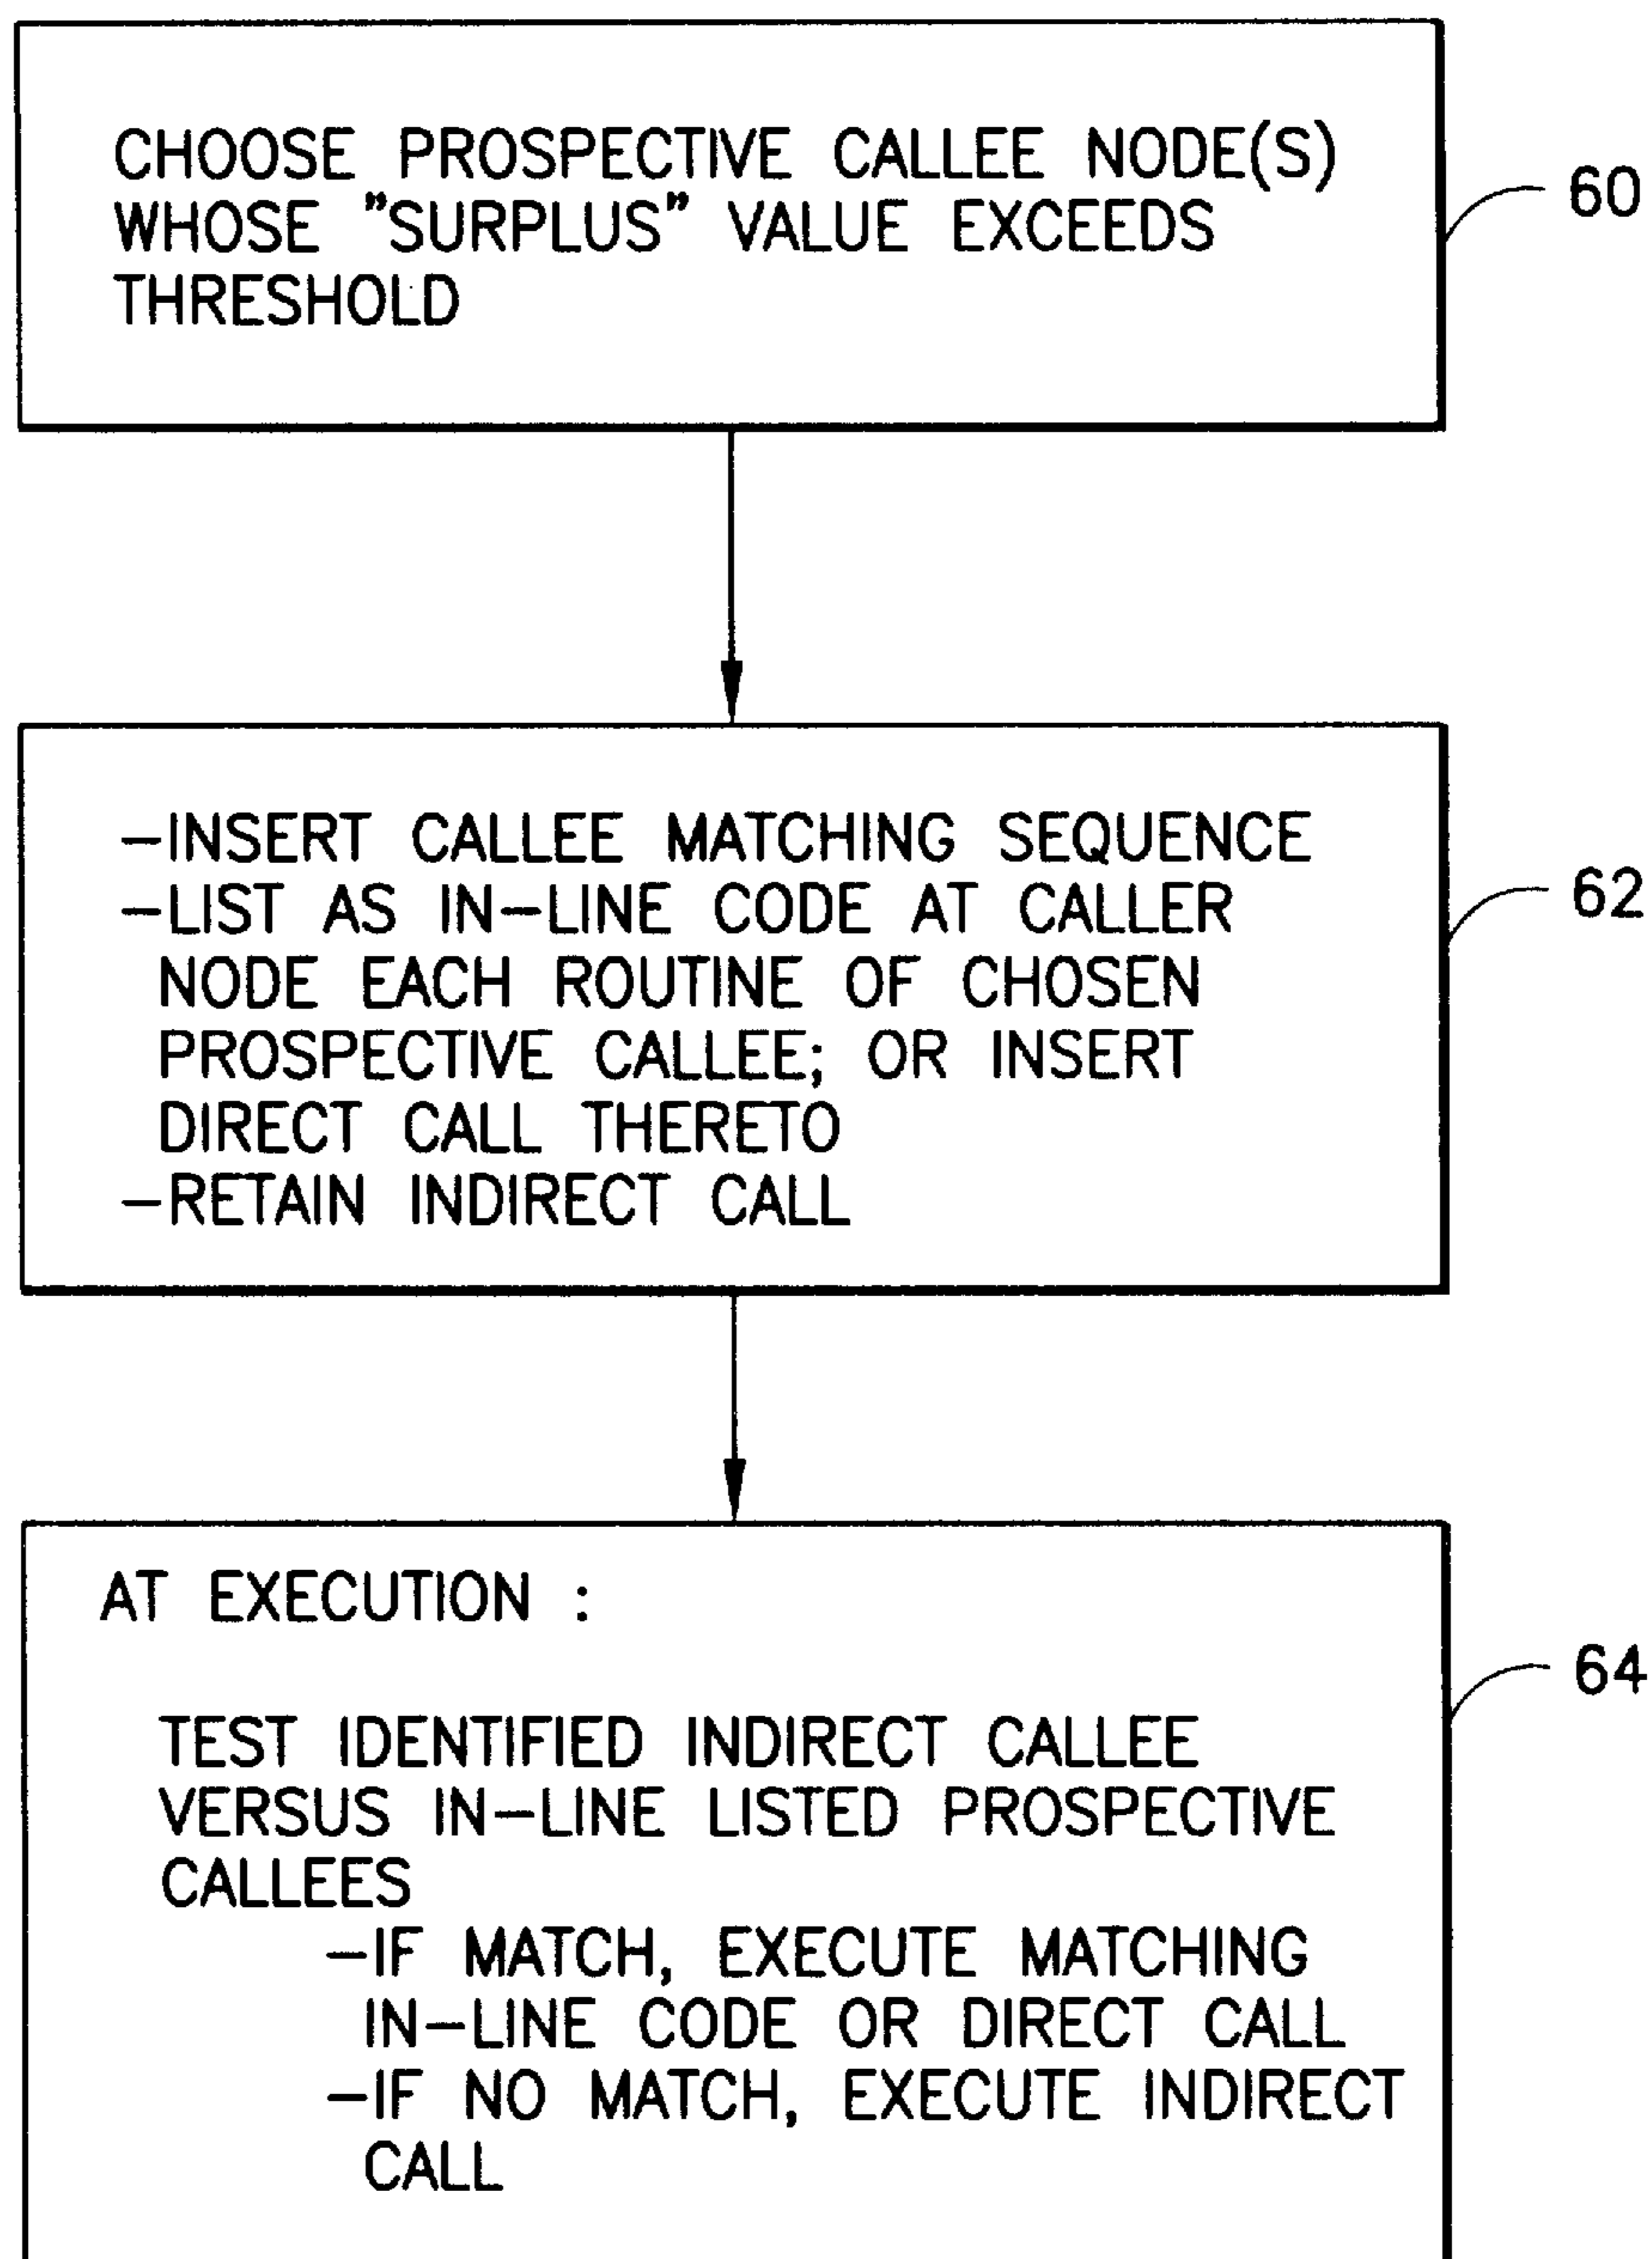 CHOOSE PROSPECTIVE CALLEE NODE(S)
WHOSE "SURPLUS" VALUE EXCEEDS
THRESHOLD
60
-INSERT CALLEE MATCHING SEQUENCE
-LIST AS IN-LINE CODE AT CALLER
NODE EACH ROUTINE OF CHOSEN
PROSPECTIVE CALLEE; OR INSERT
DIRECT CALL THERETO
-RETAIN INDIRECT CALL
62
AT EXECUTION :
TEST IDENTIFIED INDIRECT CALLEE
VERSUS IN-LINE LISTED PROSPECTIVE
CALLEES
-IF MATCH, EXECUTE MATCHING
IN-LINE CODE OR DIRECT CALL
-IF NO MATCH, EXECUTE INDIRECT
CALL
64